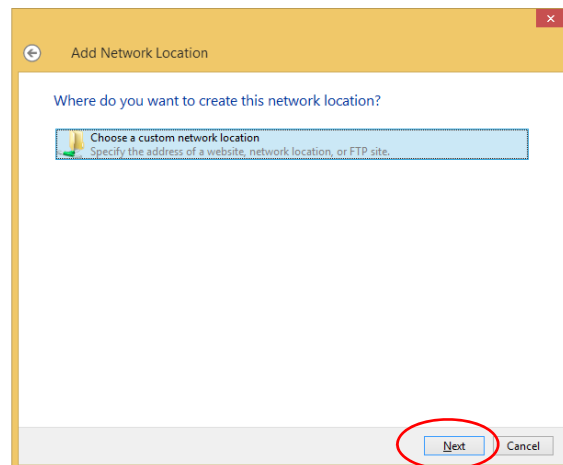 Add Network Location
Where do you want to create this network location?
Choose a custom network location
Specify the address of a website, network location, or FTP site.
Next
Cancel